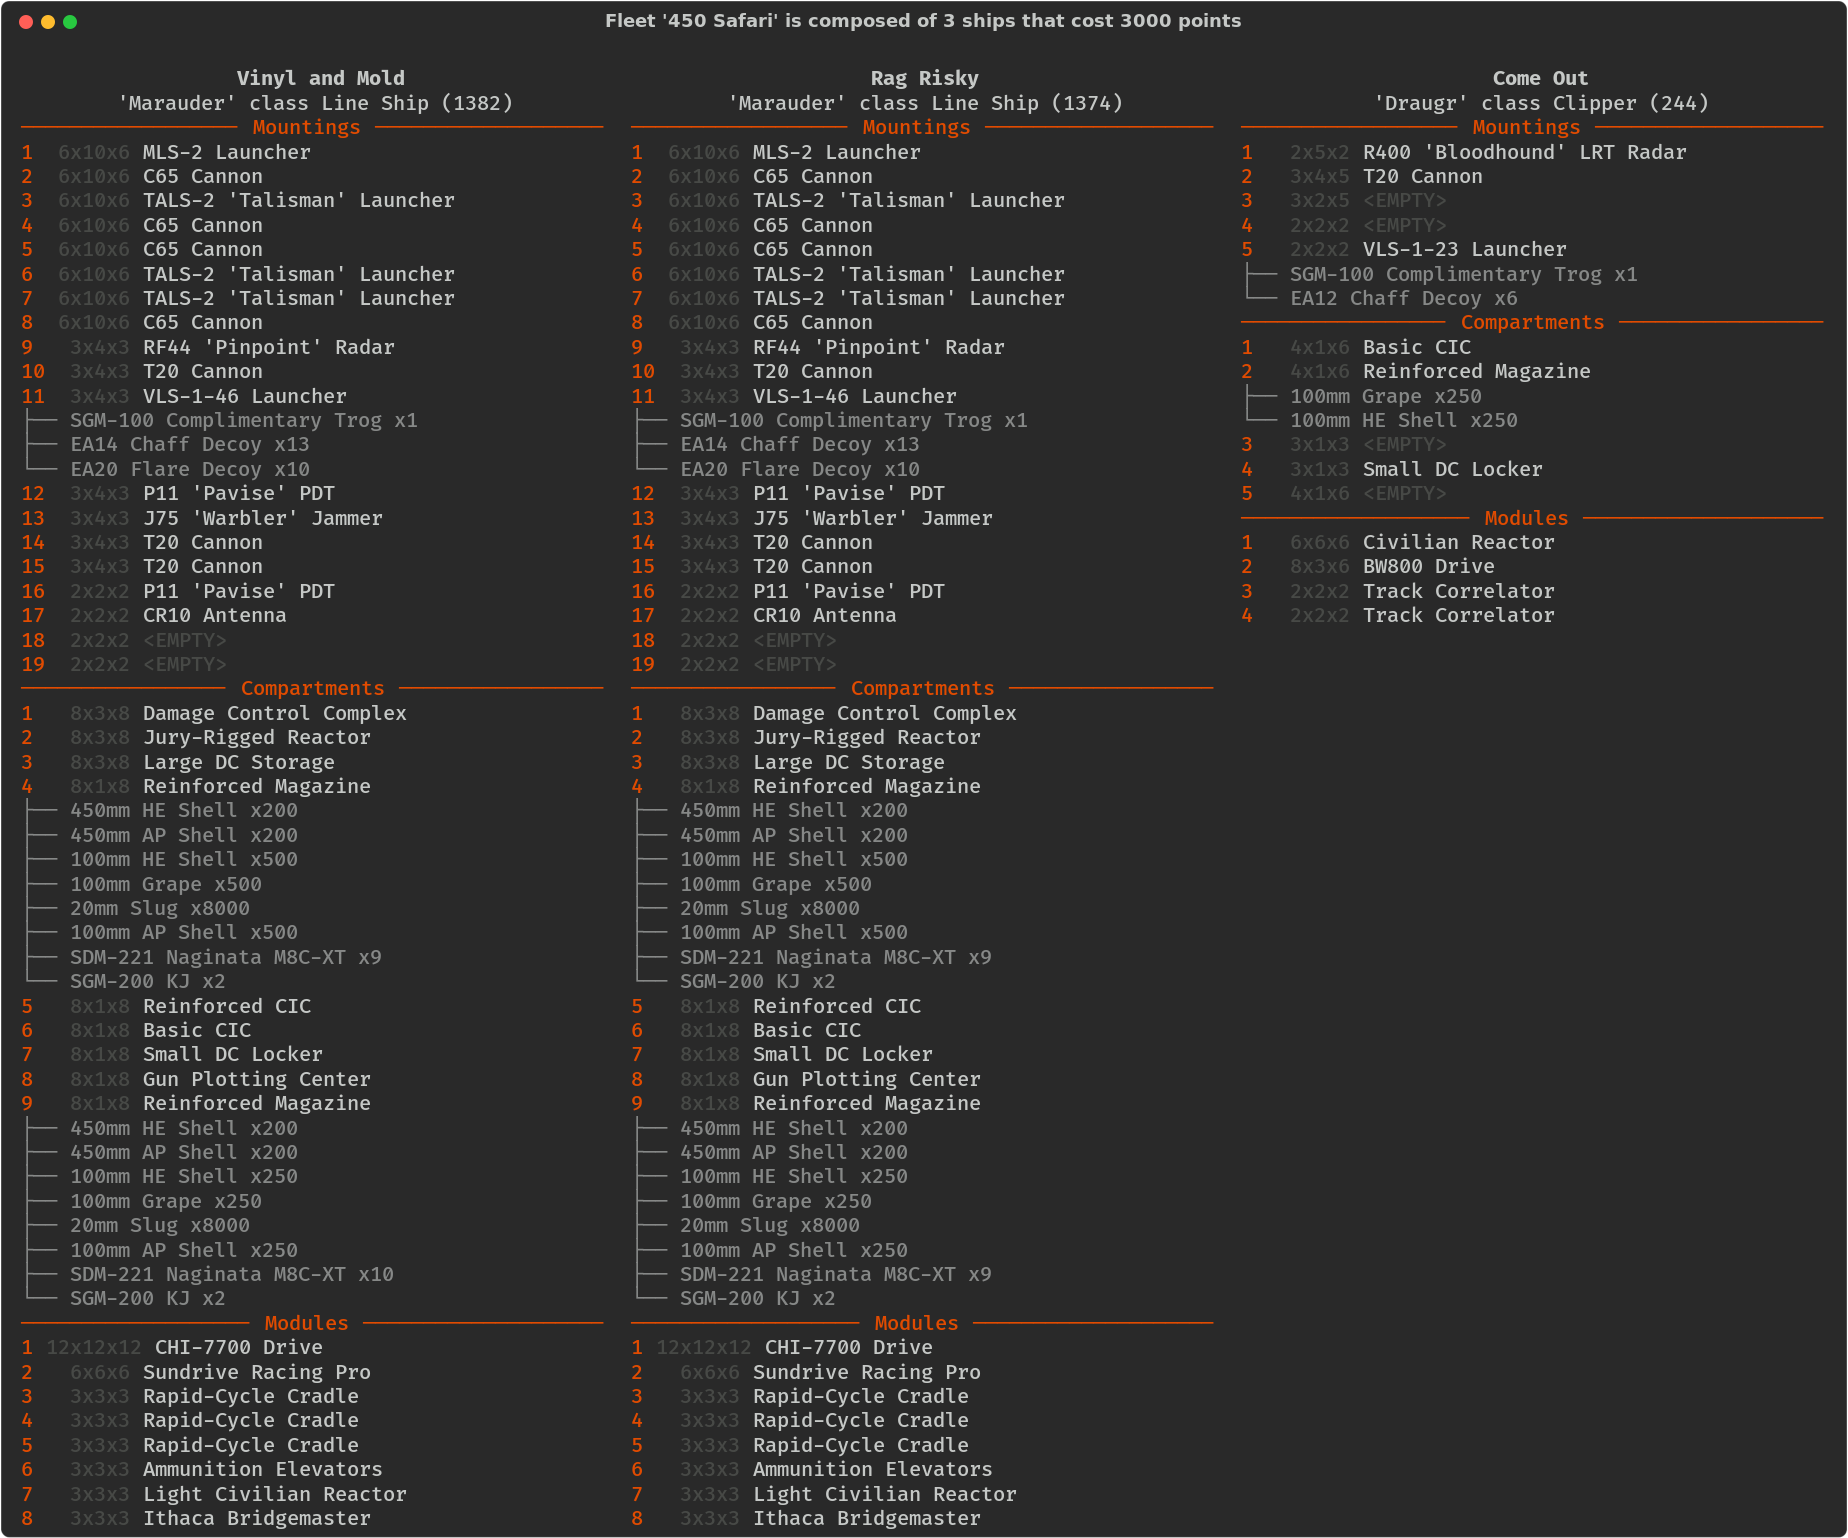 Fleet '450 Safari' is composed of 3 ships that cost 3000 points
Vinyl and Mold
'Marauder' class Line Ship (1382)
Mountings
1 6x10x6 MLS-2 Launcher
2 6x10x6 C65 Cannon
3 6x10x6 TALS-2 'Talisman' Launcher
4 6x10x6 C65 Cannon
5 6x10x6 C65 Cannon
6 6x10x6 TALS-2 'Talisman' Launcher
7 6x10x6 TALS-2 'Talisman' Launcher
8 6x10x6 C65 Cannon
9 3x4x3 RF44 'Pinpoint' Radar
10 3x4x3 T20 Cannon
11 3x4x3 VLS-1-46 Launcher
SGM-100 Complimentary Trog x1
EA14 Chaff Decoy x13
EA20 Flare Decoy x10
12 3x4x3 P11 'Pavise' PDT
13 3x4x3 J75 'Warbler' Jammer
14 3x4x3 T20 Cannon
15 3x4x3 T20 Cannon
16 2x2x2 P11 'Pavise' PDT
17 2x2x2 CR10 Antenna
18 2x2x2 <EMPTY>
19 2x2x2 <EMPTY>
Compartments
1 8x3x8 Damage Control Complex
2 8x3x8 Jury-Rigged Reactor
3 8x3x8 Large DC Storage
4 8x1x8 Reinforced Magazine
450mm HE Shell x200
450mm AP Shell x200
100mm HE Shell x500
100mm Grape x500
20mm Slug x8000
100mm AP Shell x500
SDM-221 Naginata M8C-XT x9
SGM-200 KJ x2
5 8x1x8 Reinforced CIC
6 8x1x8 Basic CIC
7 8x1x8 Small DC Locker
8 8x1x8 Gun Plotting Center
9 8x1x8 Reinforced Magazine
450mm HE Shell x200
450mm AP Shell x200
100mm HE Shell x250
100mm Grape x250
20mm Slug x8000
100mm AP Shell x250
SDM-221 Naginata M8C-XT x10
SGM-200 KJ x2
Modules
1 12x12x12 CHI-7700 Drive
2 6x6x6 Sundrive Racing Pro
3 3x3x3 Rapid-Cycle Cradle
4 3x3x3 Rapid-Cycle Cradle
5 3x3x3 Rapid-Cycle Cradle
6 3x3x3 Ammunition Elevators
7 3x3x3 Light Civilian Reactor
8 3x3x3 Ithaca Bridgemaster
Rag Risky
'Marauder' class Line Ship (1374)
Mountings
1 6x10x6 MLS-2 Launcher
2 6x10x6 C65 Cannon
3 6x10x6 TALS-2 'Talisman' Launcher
4 6x10x6 C65 Cannon
5 6x10x6 C65 Cannon
6 6x10x6 TALS-2 'Talisman' Launcher
7 6x10x6 TALS-2 'Talisman' Launcher
8 6x10x6 C65 Cannon
9 3x4x3 RF44 'Pinpoint' Radar
10 3x4x3 T20 Cannon
11 3x4x3 VLS-1-46 Launcher
SGM-100 Complimentary Trog x1
EA14 Chaff Decoy x13
EA20 Flare Decoy x10
12 3x4x3 P11 'Pavise' PDT
13 3x4x3 J75 'Warbler' Jammer
14 3x4x3 T20 Cannon
15 3x4x3 T20 Cannon
16 2x2x2 P11 'Pavise' PDT
17 2x2x2 CR10 Antenna
18 2x2x2 <EMPTY>
19 2x2x2 <EMPTY>
Compartments
1 8x3x8 Damage Control Complex
2 8x3x8 Jury-Rigged Reactor
3 8x3x8 Large DC Storage
4 8x1x8 Reinforced Magazine
450mm HE Shell x200
450mm AP Shell x200
100mm HE Shell x500
100mm Grape x500
20mm Slug x8000
100mm AP Shell x500
SDM-221 Naginata M8C-XT x9
SGM-200 KJ x2
5 8x1x8 Reinforced CIC
6 8x1x8 Basic CIC
7 8x1x8 Small DC Locker
8 8x1x8 Gun Plotting Center
9 8x1x8 Reinforced Magazine
450mm HE Shell x200
450mm AP Shell x200
100mm HE Shell x250
100mm Grape x250
20mm Slug x8000
100mm AP Shell x250
SDM-221 Naginata M8C-XT x9
SGM-200 KJ x2
Modules
1 12x12x12 CHI-7700 Drive
2 6x6x6 Sundrive Racing Pro
3 3x3x3 Rapid-Cycle Cradle
4 3x3x3 Rapid-Cycle Cradle
5 3x3x3 Rapid-Cycle Cradle
6 3x3x3 Ammunition Elevators
7 3x3x3 Light Civilian Reactor
8 3x3x3 Ithaca Bridgemaster
Come Out
'Draugr' class Clipper (244)
Mountings
1 2x5x2 R400 'Bloodhound' LRT Radar
2 3x4x5 T20 Cannon
3 3x2x5 <EMPTY>
4 2x2x2 <EMPTY>
5 2x2x2 VLS-1-23 Launcher
SGM-100 Complimentary Trog x1
EA12 Chaff Decoy x6
Compartments
1 4x1x6 Basic CIC
2 4x1x6 Reinforced Magazine
100mm Grape x250
100mm HE Shell x250
3 3x1x3 <EMPTY>
4 3x1x3 Small DC Locker
5 4x1x6 <EMPTY>
Modules
1 6x6x6 Civilian Reactor
2 8x3x6 BW800 Drive
3 2x2x2 Track Correlator
4 2x2x2 Track Correlator